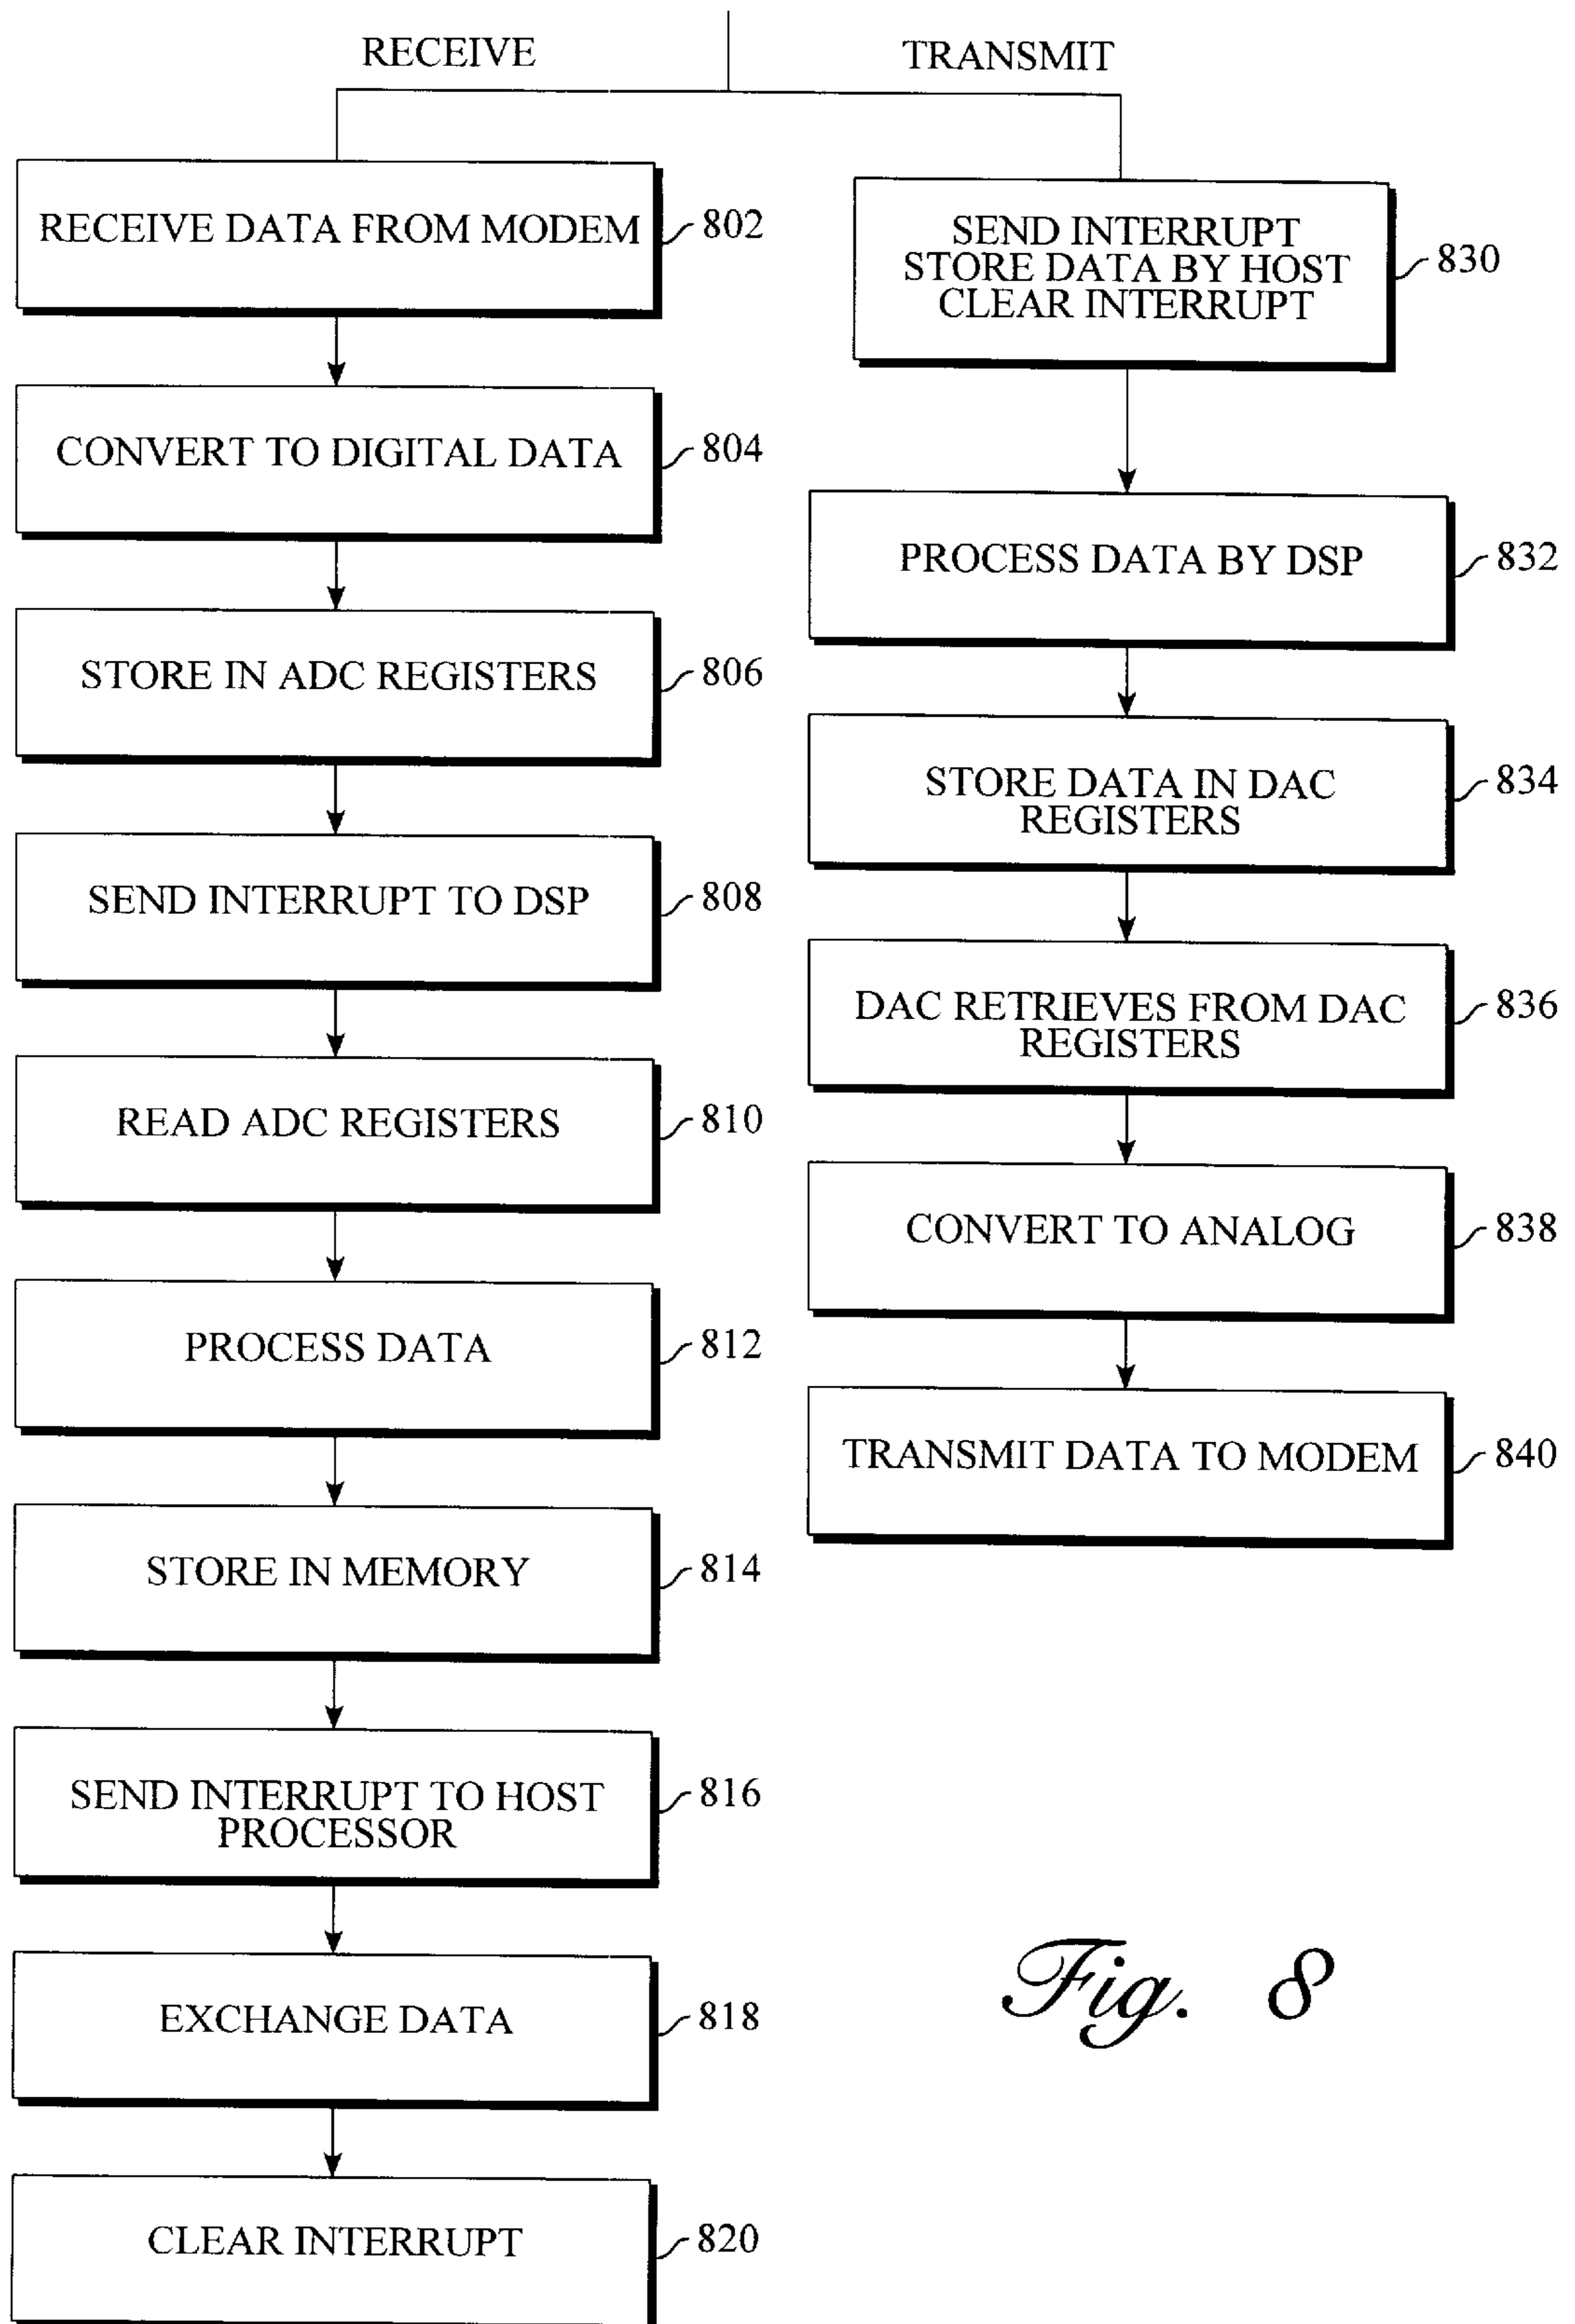 RECEIVE
TRANSMIT
RECEIVE DATA FROM MODEM
802
CONVERT TO DIGITAL DATA
804
STORE IN ADC REGISTERS
806
SEND INTERRUPT TO DSP
808
READ ADC REGISTERS
810
PROCESS DATA
812
STORE IN MEMORY
814
SEND INTERRUPT TO HOST
PROCESSOR
816
EXCHANGE DATA
818
CLEAR INTERRUPT
820
SEND INTERRUPT
STORE DATA BY HOST
CLEAR INTERRUPT
830
PROCESS DATA BY DSP
832
STORE DATA IN DAC
REGISTERS
834
DAC RETRIEVES FROM DAC
REGISTERS
836
CONVERT TO ANALOG
838
TRANSMIT DATA TO MODEM
840
Fig. 8